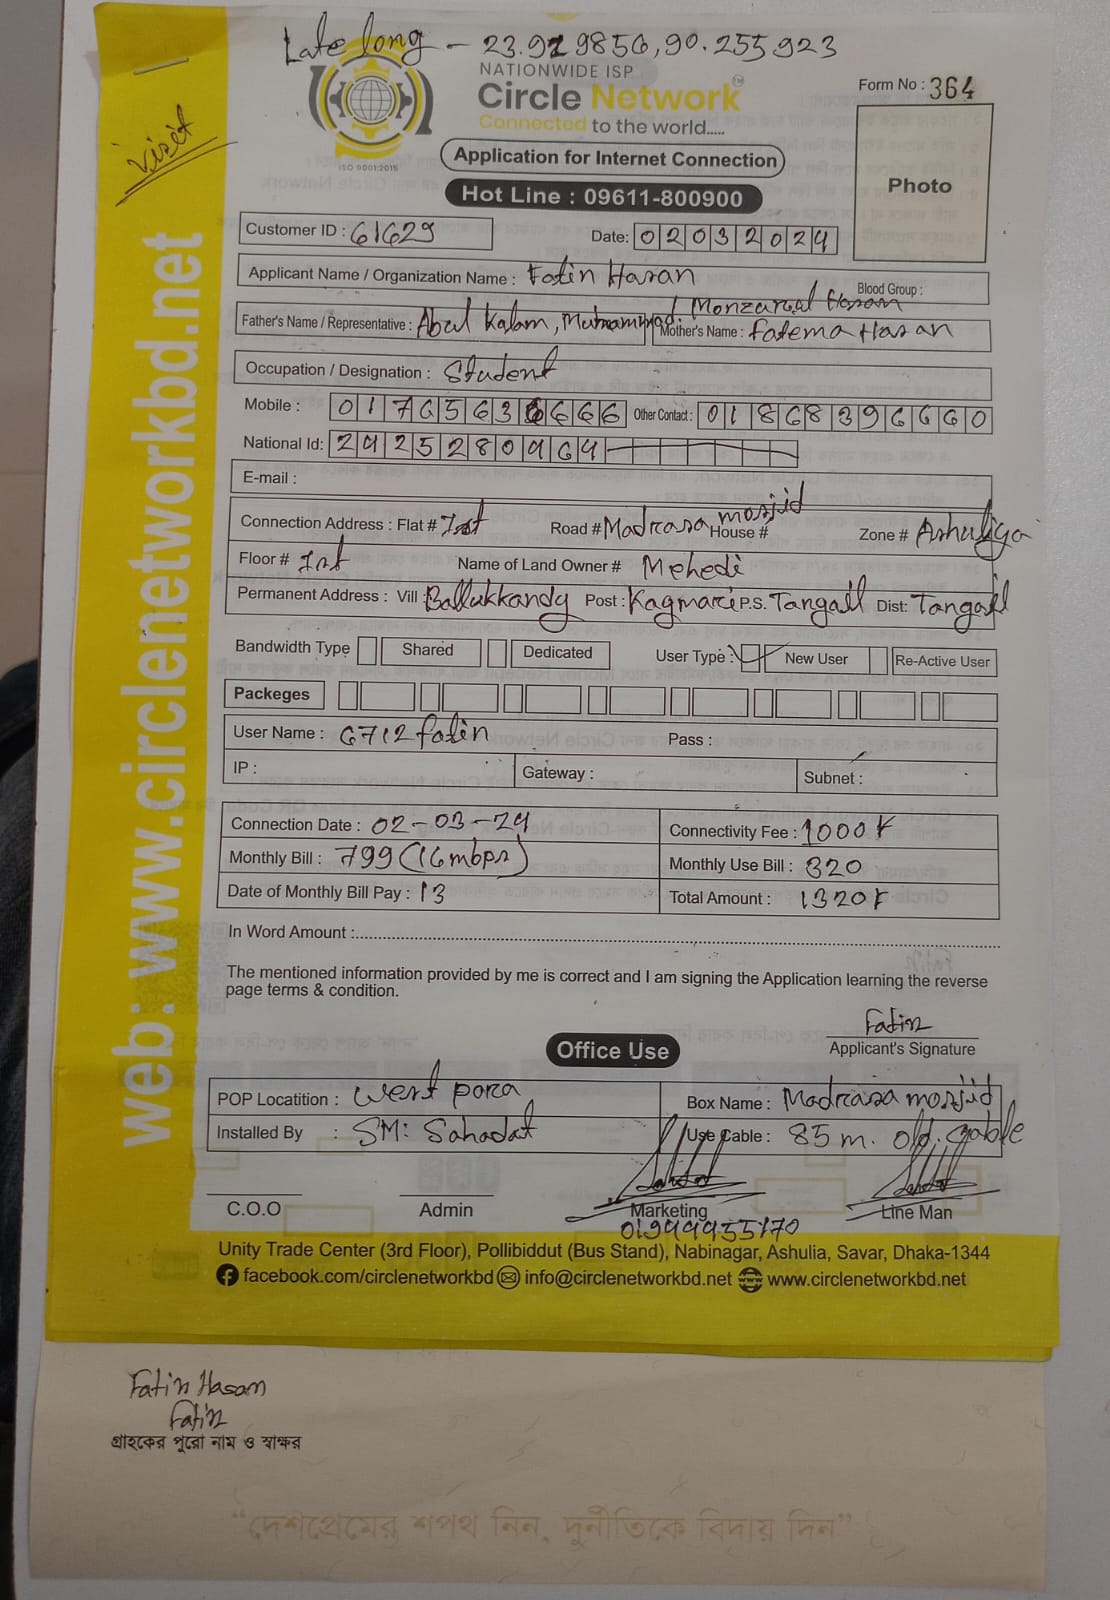 Late long - 23.929856, 90.255923
NATIONWIDE ISP
Circle Network
Connected to the world.....
ISO 9001:2015
Form No : 364
Visit
Application for Internet Connection
Photo
Hot Line : 09611-800900
Customer ID : 61629 Date: 02032024
Applicant Name / Organization Name : Fatin Hasan Blood Group :
Father's Name / Representative : Abul Kalam, Muhammad Monzurul Hasan Mother's Name : Fatema Hasan
Occupation / Designation : Student
Mobile : 01765636666 Other Contact : 01868396660
National Id: 2925280969
E-mail :
Connection Address : Flat # 1st Road # Madrasa mosjid House # Zone # Ashuliya
Floor # 1st Name of Land Owner # Mehedi
Permanent Address : Vill : Ballukkandy Post : Kagmari P.S. Tangail Dist: Tangail
Bandwidth Type Shared Dedicated User Type : New User Re-Active User
Packeges
User Name : G712fatin Pass :
IP : Gateway : Subnet :
Connection Date : 02-03-24 Connectivity Fee : 1000৳
Monthly Bill : 799 (16mbps) Monthly Use Bill : 320
Date of Monthly Bill Pay : 13 Total Amount : 1320৳
In Word Amount :
The mentioned information provided by me is correct and I am signing the Application learning the reverse
page terms & condition.
Fatin
Applicant's Signature
Office Use
POP Locatition : West para Box Name : Madrasa mosjid
Installed By : SM: Sahadat Use Cable : 85 m. old. cable
C.O.O Admin Marketing Line Man
01999955170
Unity Trade Center (3rd Floor), Pollibiddut (Bus Stand), Nabinagar, Ashulia, Savar, Dhaka-1344
facebook.com/circlenetworkbd info@circlenetworkbd.net www.circlenetworkbd.net
web: www.circlenetworkbd.net
Fatin Hasan
Fatin
গ্রাহকের পুরো নাম ও স্বাক্ষর
“দেশপ্রেমের শপথ নিন, দুর্নীতিকে বিদায় দিন”